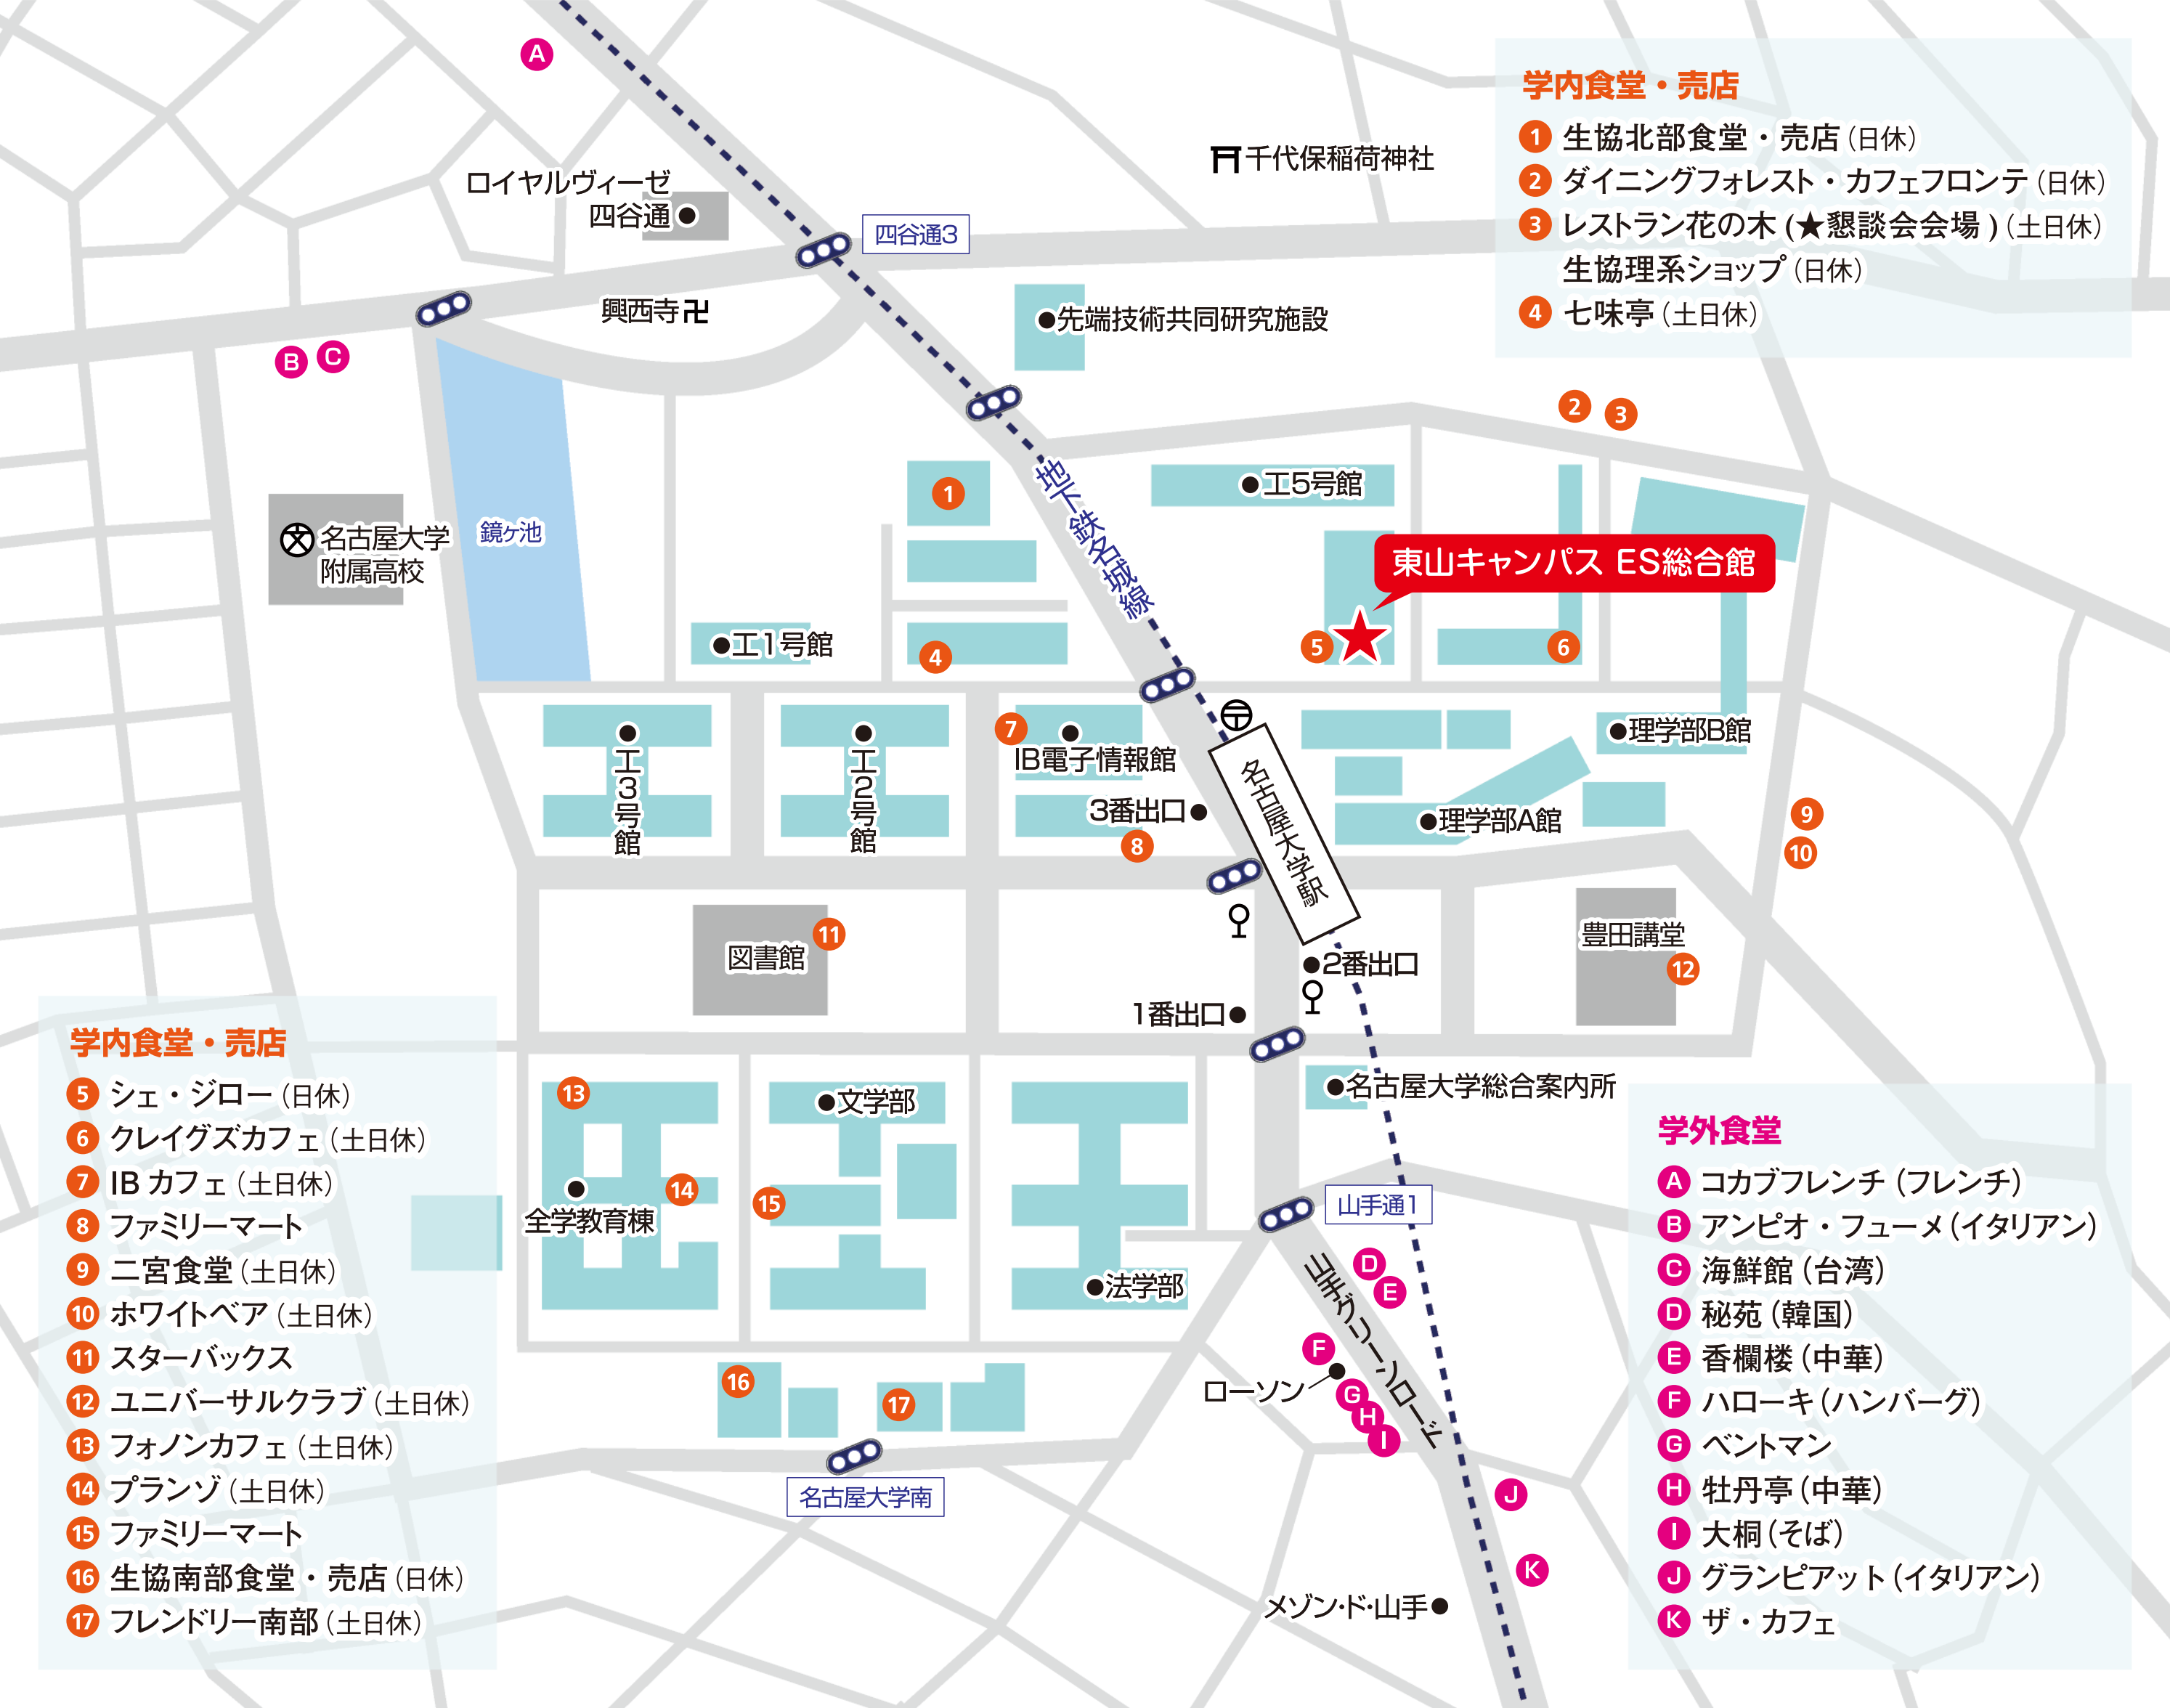 A
学内食堂・売店
1 生協北部食堂・売店（日休）
2 ダイニングフォレスト・カフェフロンテ（日休）
3 レストラン花の木 (★懇談会会場 )（土日休）
生協理系ショップ（日休）
4 七味亭（土日休）
千代保稲荷神社
ロイヤルヴィーゼ
四谷通
四谷通3
興西寺
先端技術共同研究施設
B
C
2
3
地下鉄名城線
工5号館
1
鏡ヶ池
名古屋大学
附属高校
東山キャンパス ES総合館
工1号館
4
5
6
工3号館
工2号館
7
IB電子情報館
理学部B館
名古屋大学駅
3番出口
8
理学部A館
9
10
図書館
11
豊田講堂
12
2番出口
1番出口
名古屋大学総合案内所
13
文学部
全学教育棟
14
15
法学部
山手通1
山手グリーンロード
D
E
F
ローソン
G
H
I
16
17
名古屋大学南
J
K
メゾン・ド・山手
学内食堂・売店
5 シェ・ジロー（日休）
6 クレイグズカフェ（土日休）
7 IB カフェ（土日休）
8 ファミリーマート
9 二宮食堂（土日休）
10 ホワイトベア（土日休）
11 スターバックス
12 ユニバーサルクラブ（土日休）
13 フォノンカフェ（土日休）
14 プランゾ（土日休）
15 ファミリーマート
16 生協南部食堂・売店（日休）
17 フレンドリー南部（土日休）
学外食堂
A コカブフレンチ（フレンチ）
B アンピオ・フューメ（イタリアン）
C 海鮮館（台湾）
D 秘苑（韓国）
E 香欄楼（中華）
F ハローキ（ハンバーグ）
G ベントマン
H 牡丹亭（中華）
I 大桐（そば）
J グランピアット（イタリアン）
K ザ・カフェ